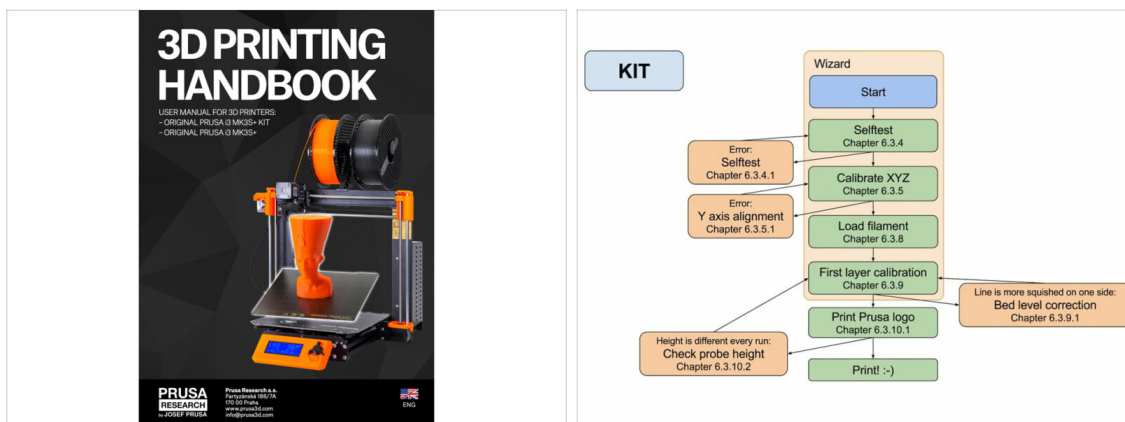 3D PRINTING
HANDBOOK
USER MANUAL FOR 3D PRINTERS:
– ORIGINAL PRUSA i3 MK3S+ KIT
– ORIGINAL PRUSA i3 MK3S+
PRUSA
RESEARCH
by JOSEF PRUSA
Prusa Research a.s.
Partyzánská 188/7A
170 00 Praha
www.prusa3d.com
info@prusa3d.com
ENG
KIT
Wizard
Start
Selftest
Chapter 6.3.4
Error:
Selftest
Chapter 6.3.4.1
Calibrate XYZ
Chapter 6.3.5
Error:
Y axis alignment
Chapter 6.3.5.1
Load filament
Chapter 6.3.8
First layer calibration
Chapter 6.3.9
Line is more squished on one side:
Bed level correction
Chapter 6.3.9.1
Print Prusa logo
Chapter 6.3.10.1
Height is different every run:
Check probe height
Chapter 6.3.10.2
Print! :-)